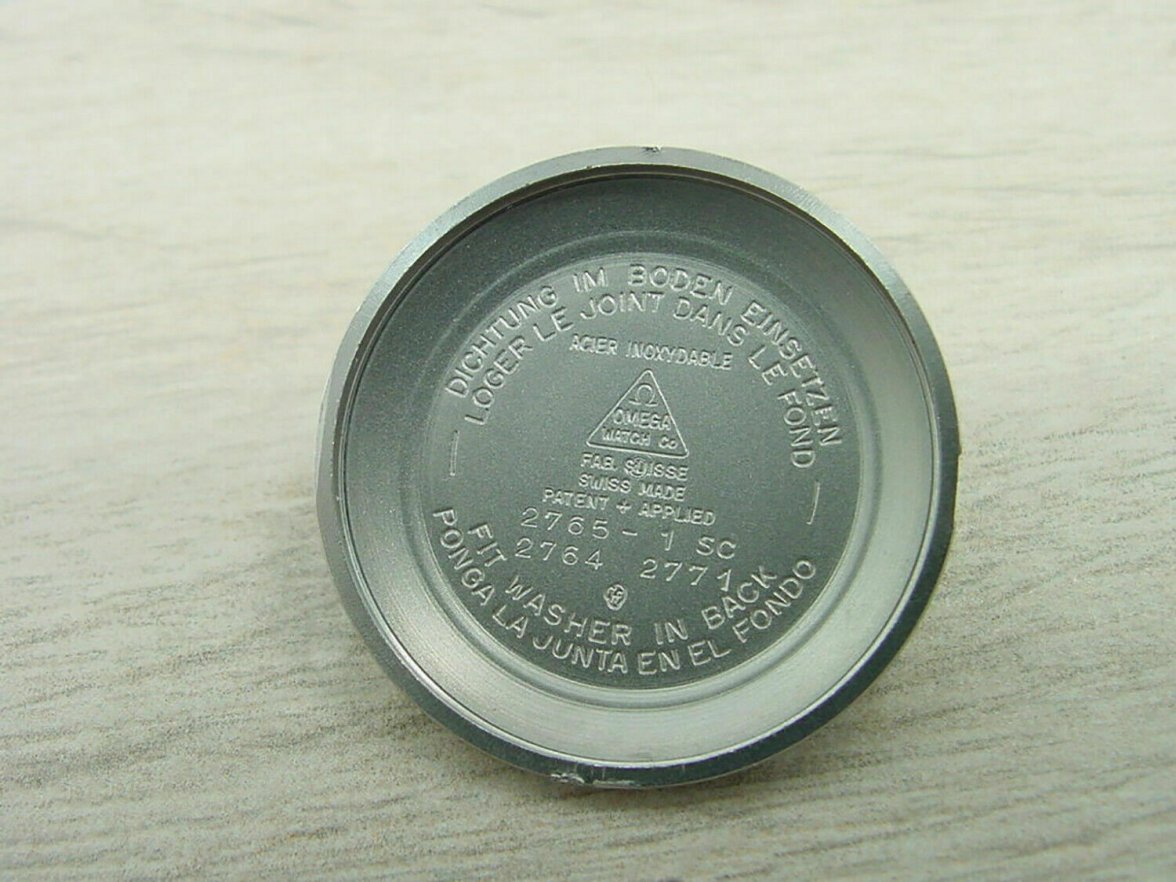 DICHTUNG IM BODEN EINSETZEN
LOGER LE JOINT DANS LE FOND
ACIER INOXYDABLE
Ω
OMEGA
WATCH Co
FAB. SUISSE
SWISS MADE
PATENT + APPLIED
2765-1 SC
2764 2771
FIT WASHER IN BACK
PONGA LA JUNTA EN EL FONDO